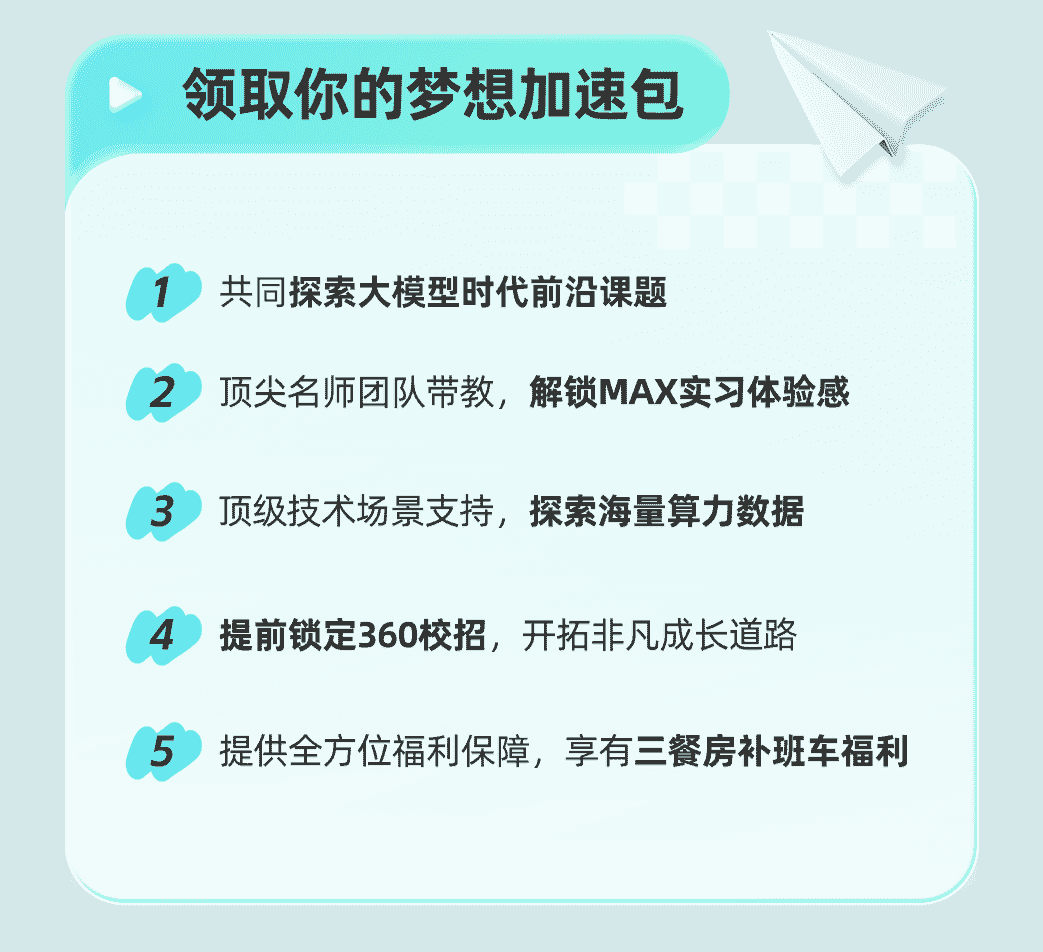 领取你的梦想加速包
1 共同探索大模型时代前沿课题
2 顶尖名师团队带教，解锁MAX实习体验感
3 顶级技术场景支持，探索海量算力数据
4 提前锁定360校招，开拓非凡成长道路
5 提供全方位福利保障，享有三餐房补班车福利